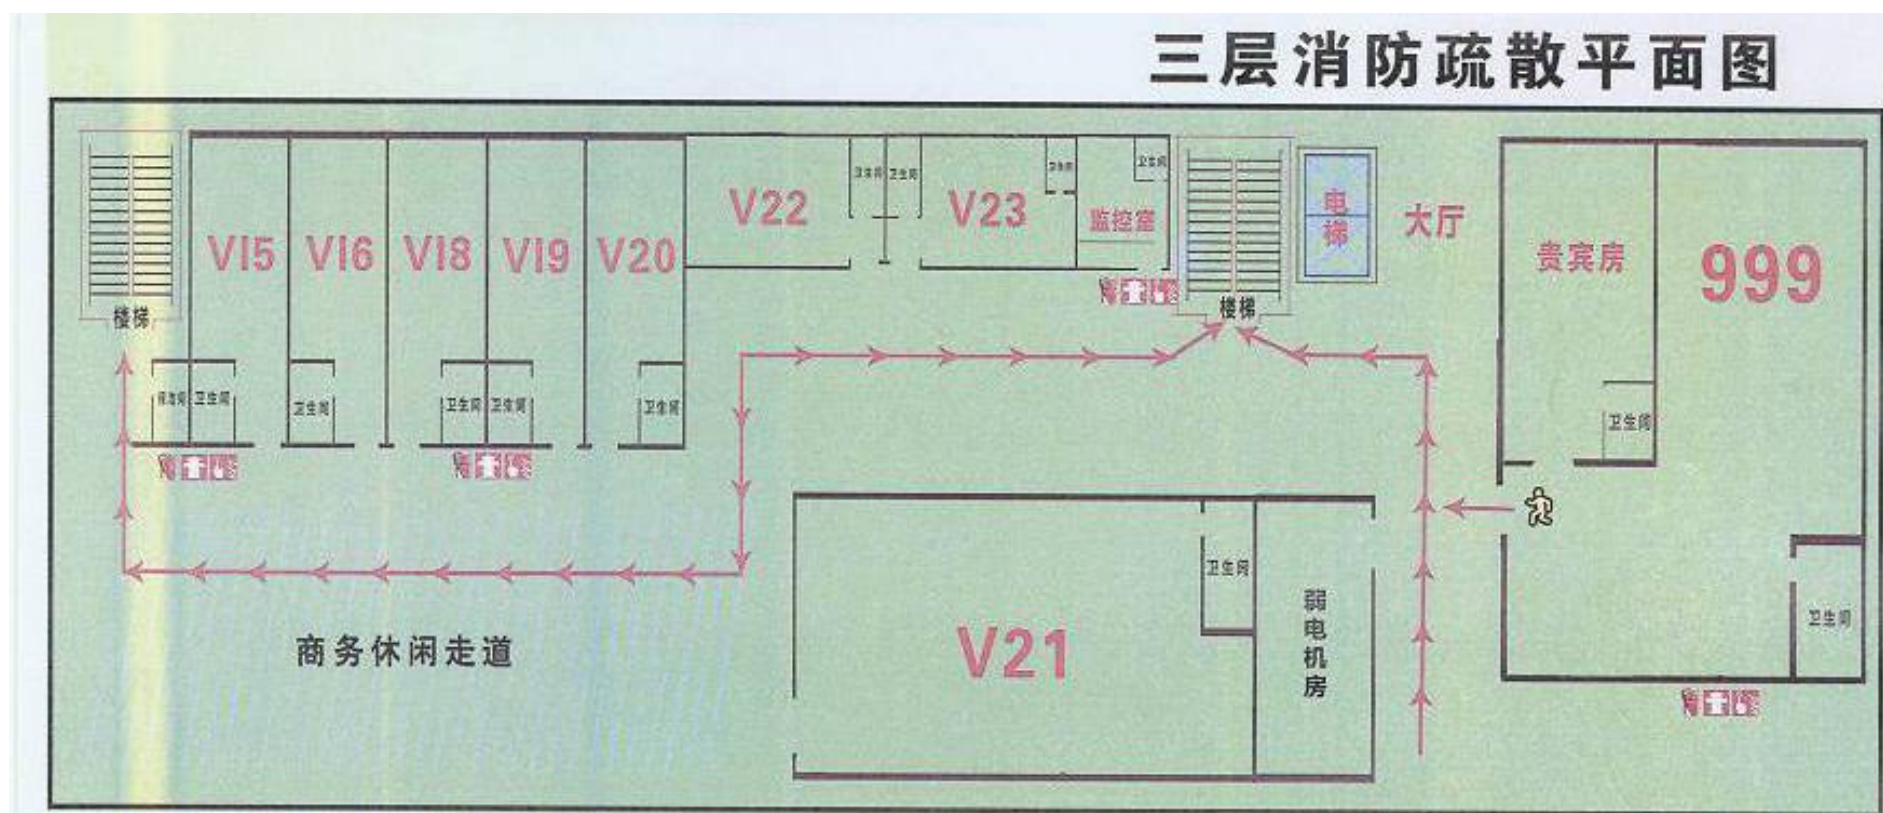 三层消防疏散平面图
V15
V16
V18
V19
V20
V22
V23
监控室
电梯
大厅
贵宾房
999
楼梯
楼梯
卫生间
卫生间
卫生间
卫生间
卫生间
卫生间
卫生间
卫生间
卫生间
卫生间
卫生间
卫生间
卫生间
V21
弱电机房
商务休闲走道